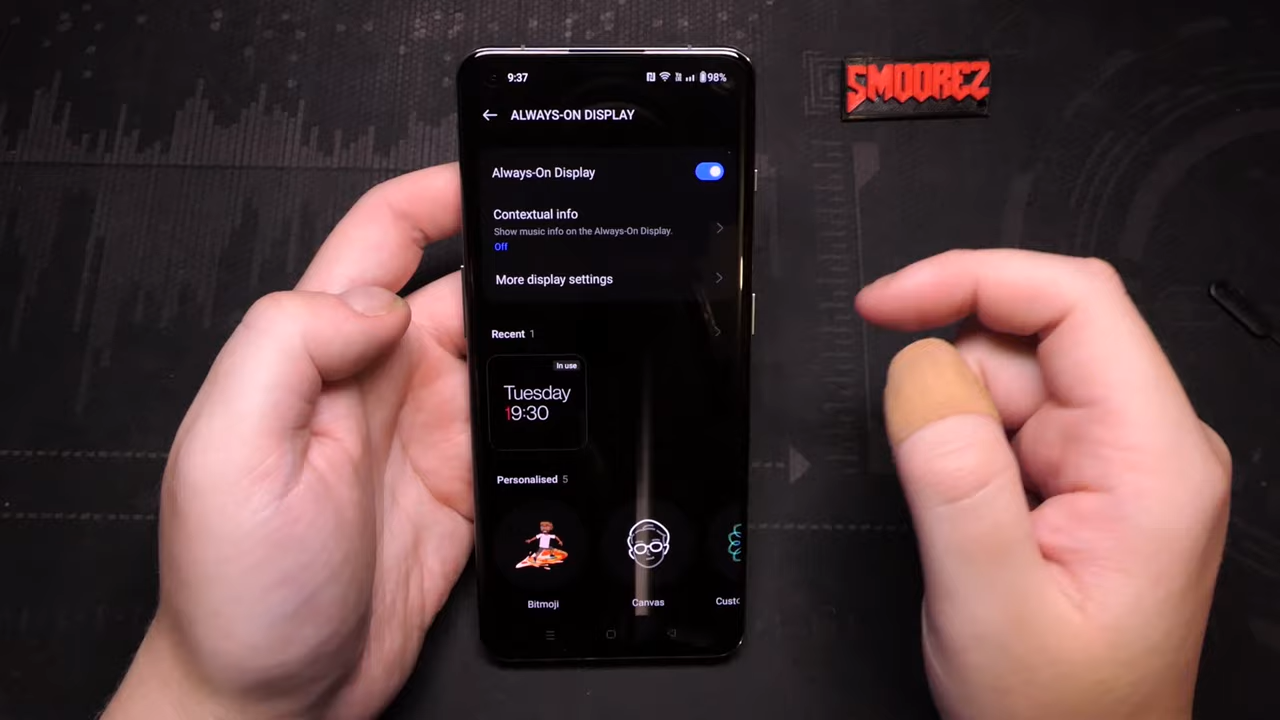 9:37
98%
SMOOREZ
ALWAYS-ON DISPLAY
Always-On Display
Contextual info
Show music info on the Always-On Display.
Off
More display settings
Recent 1
In use
Tuesday
19:30
Personalised 5
Bitmoji
Canvas
Custo